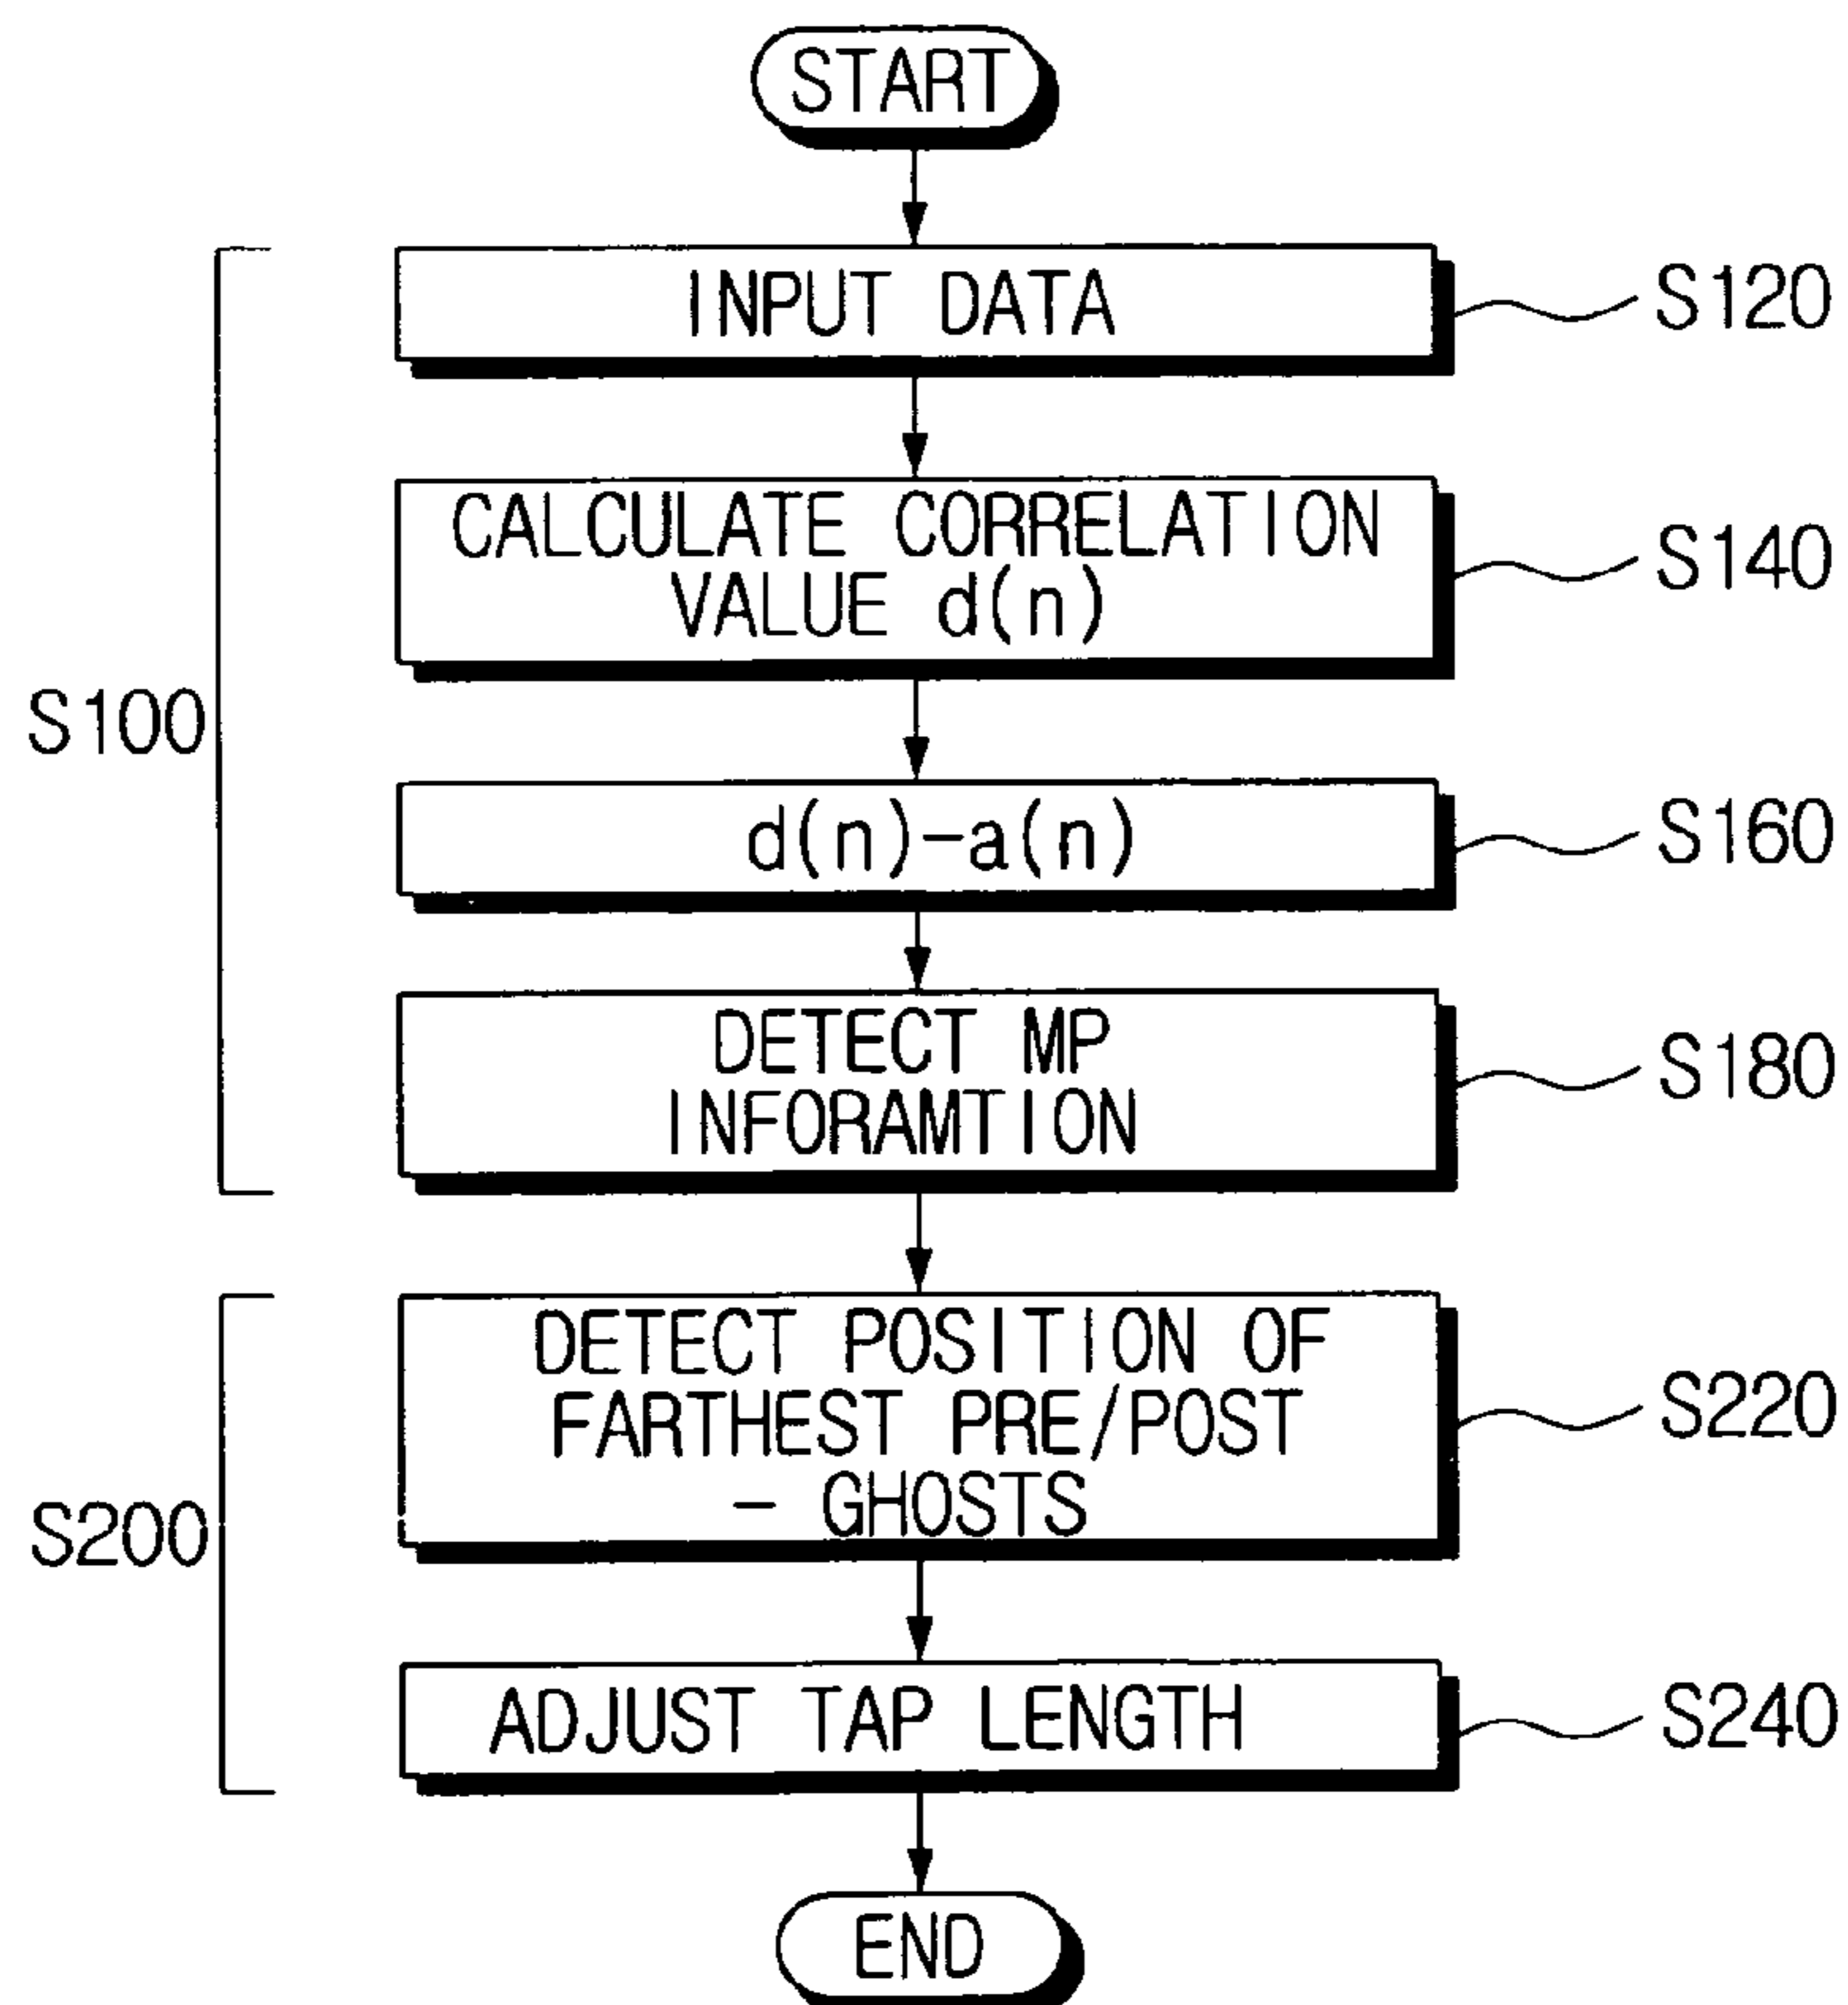 START
INPUT DATA
S120
CALCULATE CORRELATION
VALUE d(n)
S140
S100
d(n)-a(n)
S160
DETECT MP
INFORAMTION
S180
DETECT POSITION OF
FARTHEST PRE/POST
- GHOSTS
S220
S200
ADJUST TAP LENGTH
S240
END